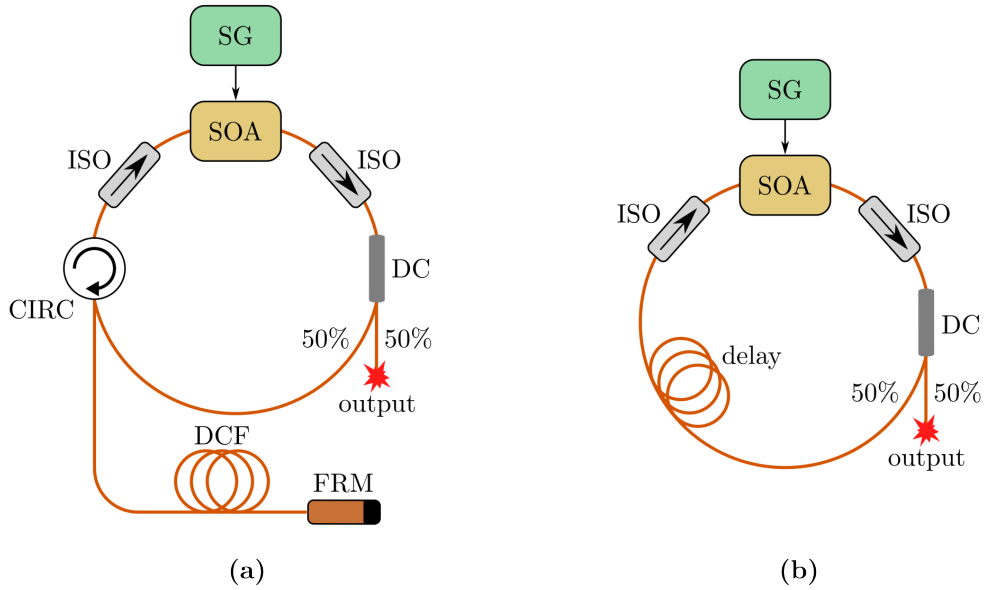 SG
SOA
ISO
ISO
CIRC
DC
50%
50%
output
DCF
FRM
(a)
SG
SOA
ISO
ISO
DC
delay
50%
50%
output
(b)